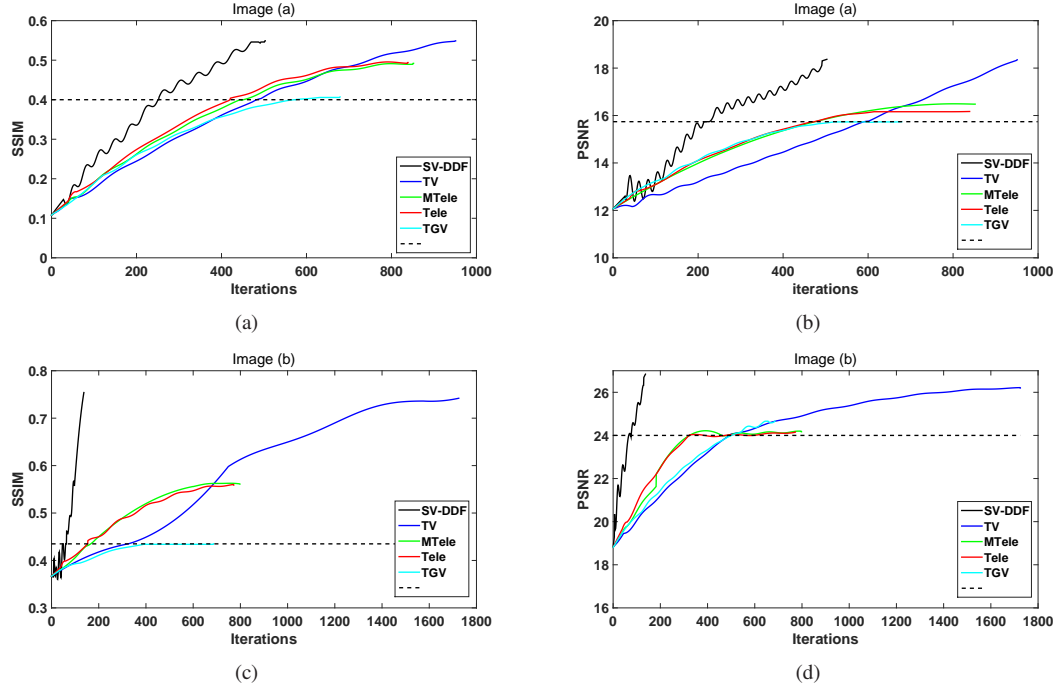 Image (a)
0.6
0.5
0.4
0.3
0.2
0.1
0
SSIM
SV-DDF
TV
MTele
Tele
TGV
0 200 400 600 800 1000
Iterations
(a)
Image (a)
20
18
16
14
12
10
PSNR
SV-DDF
TV
MTele
Tele
TGV
0 200 400 600 800 1000
iterations
(b)
Image (b)
0.8
0.7
0.6
0.5
0.4
0.3
SSIM
SV-DDF
TV
MTele
Tele
TGV
0 200 400 600 800 1000 1200 1400 1600 1800
Iterations
(c)
Image (b)
26
24
22
20
18
16
PSNR
SV-DDF
TV
MTele
Tele
TGV
0 200 400 600 800 1000 1200 1400 1600 1800
Iterations
(d)